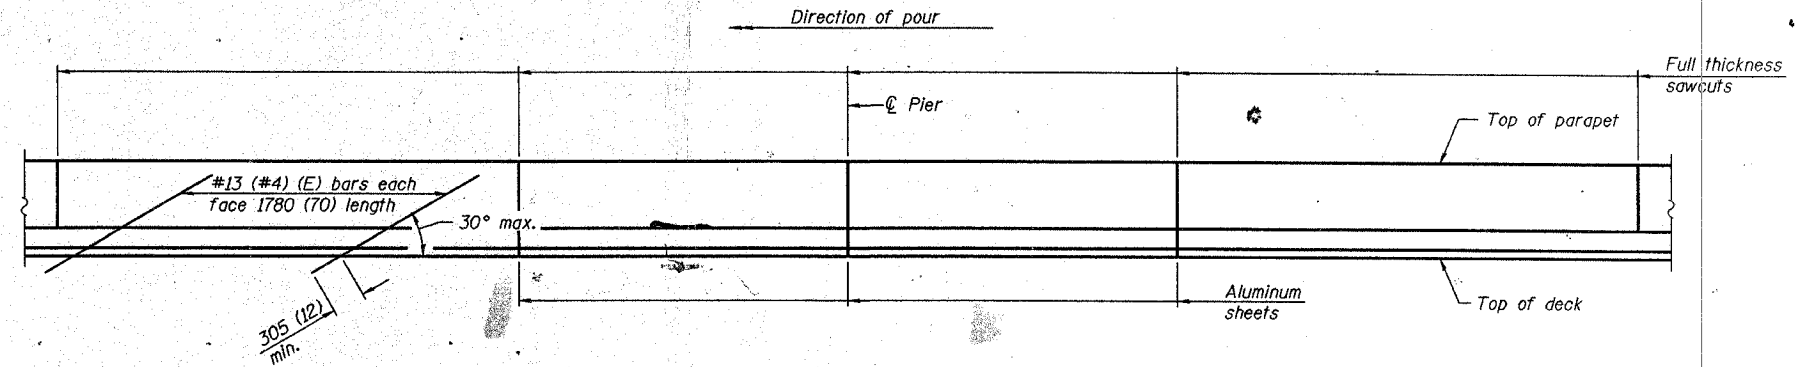 Direction of pour
Full thickness
sawcuts
℄ Pier
Top of parapet
#13 (#4) (E) bars each
face 1780 (70) length
30° max.
305 (12)
min.
Aluminum
sheets
Top of deck